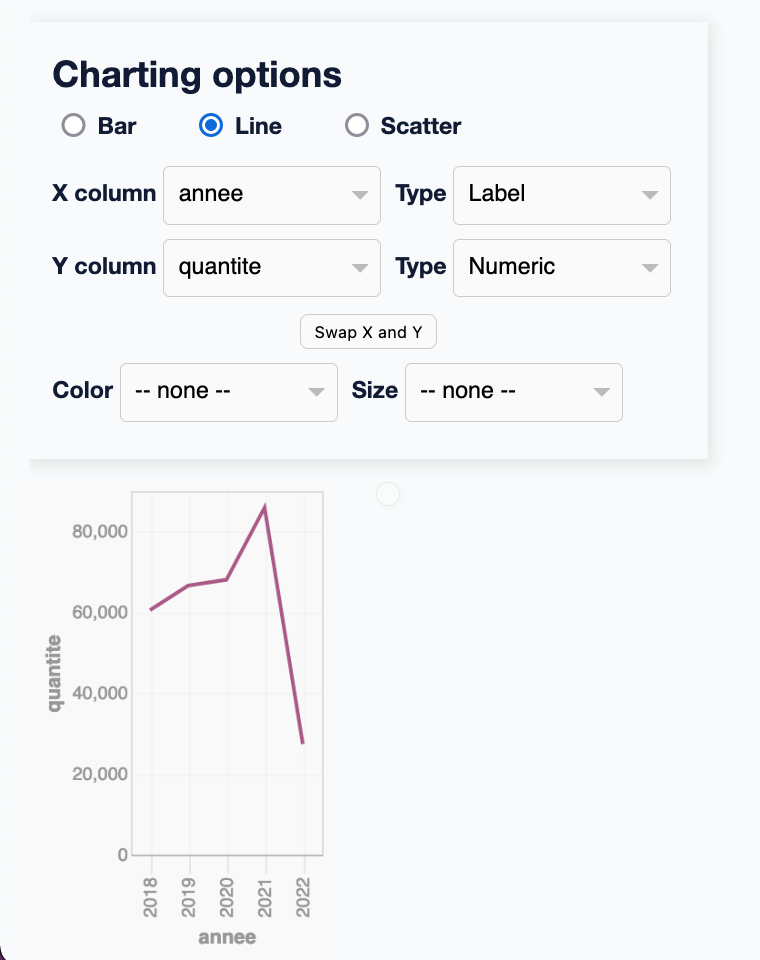 Charting options
Bar Line Scatter
X column annee Type Label
Y column quantite Type Numeric
Swap X and Y
Color -- none -- Size -- none --
80,000
60,000
quantite
40,000
20,000
0
2018 2019 2020 2021 2022
annee